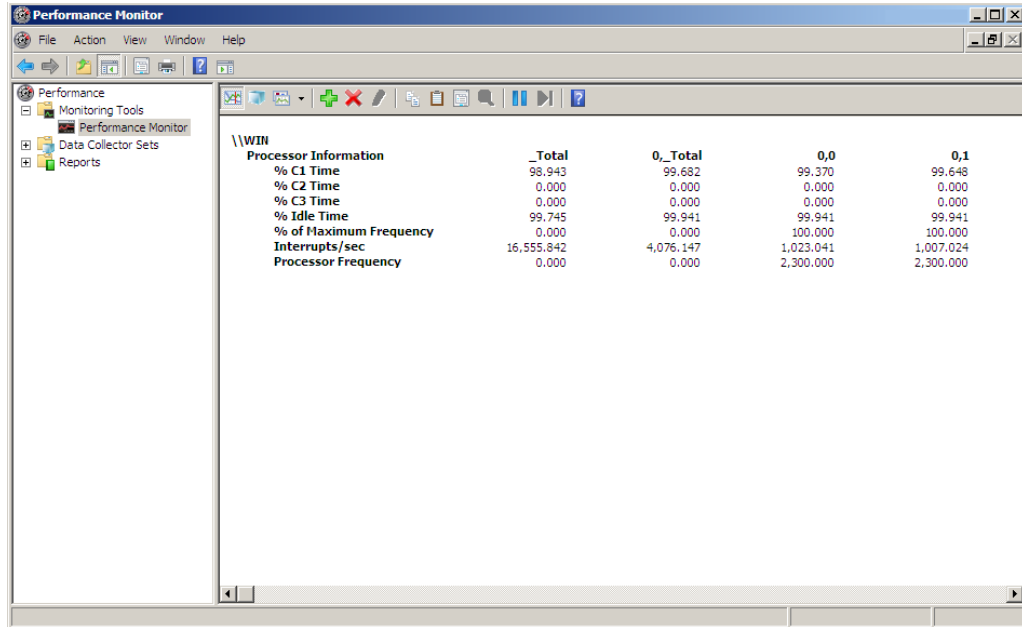 Performance Monitor
File Action View Window Help
Performance
Monitoring Tools
Performance Monitor
Data Collector Sets
Reports
\\WIN
Processor Information _Total 0,_Total 0,0 0,1
% C1 Time 98.943 99.682 99.370 99.648
% C2 Time 0.000 0.000 0.000 0.000
% C3 Time 0.000 0.000 0.000 0.000
% Idle Time 99.745 99.941 99.941 99.941
% of Maximum Frequency 0.000 0.000 100.000 100.000
Interrupts/sec 16,555.842 4,076.147 1,023.041 1,007.024
Processor Frequency 0.000 0.000 2,300.000 2,300.000